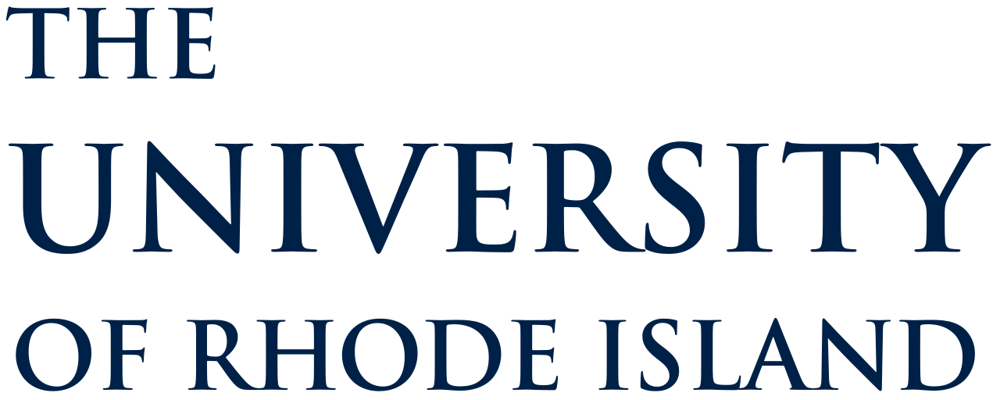 THE
UNIVERSITY
OF RHODE ISLAND